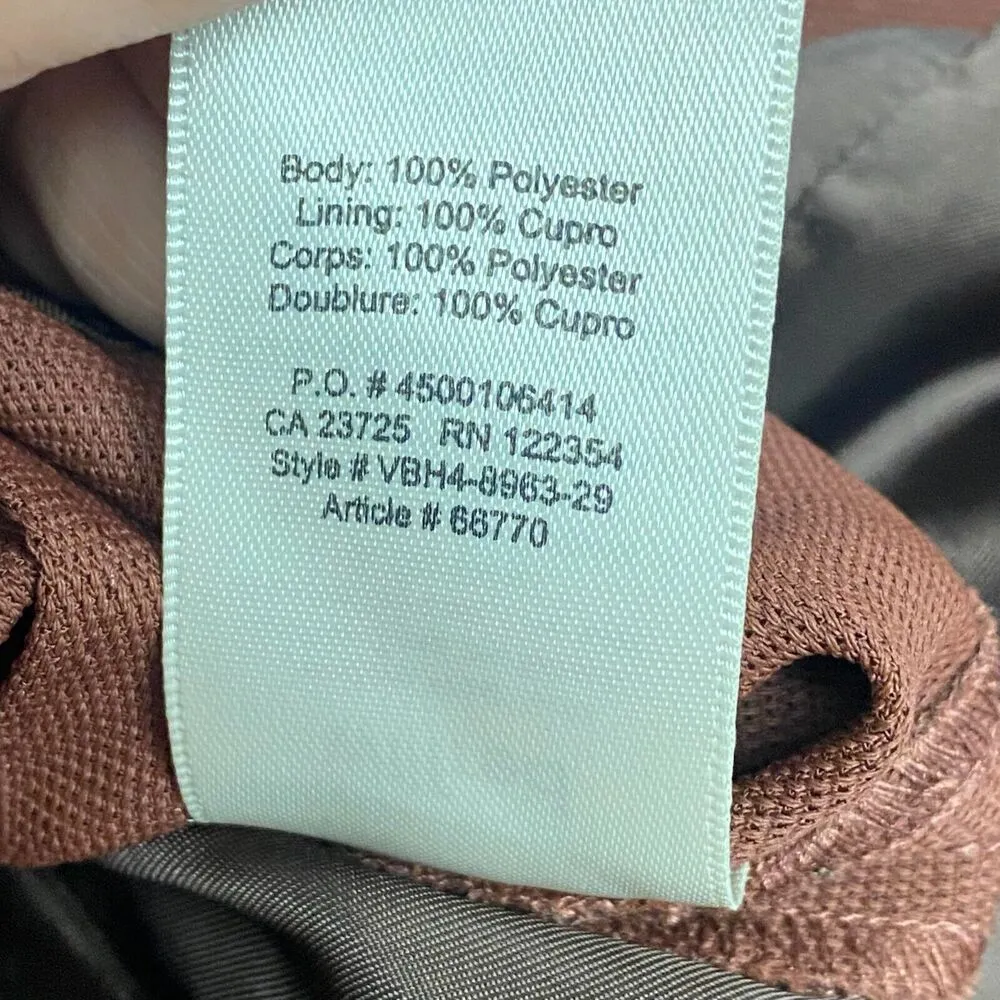 Body: 100% Polyester
Lining: 100% Cupro
Corps: 100% Polyester
Doublure: 100% Cupro
P.O. # 4500106414
CA 23725 RN 122354
Style # VBH4-8963-29
Article # 66770